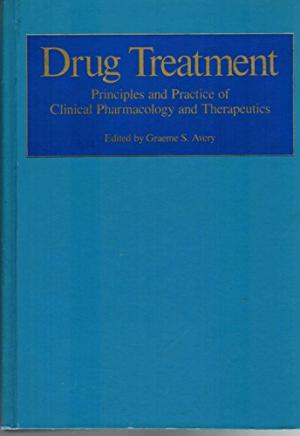 Drug Treatment
Principles and Practice of
Clinical Pharmacology and Therapeutics
Edited by Graeme S. Avery